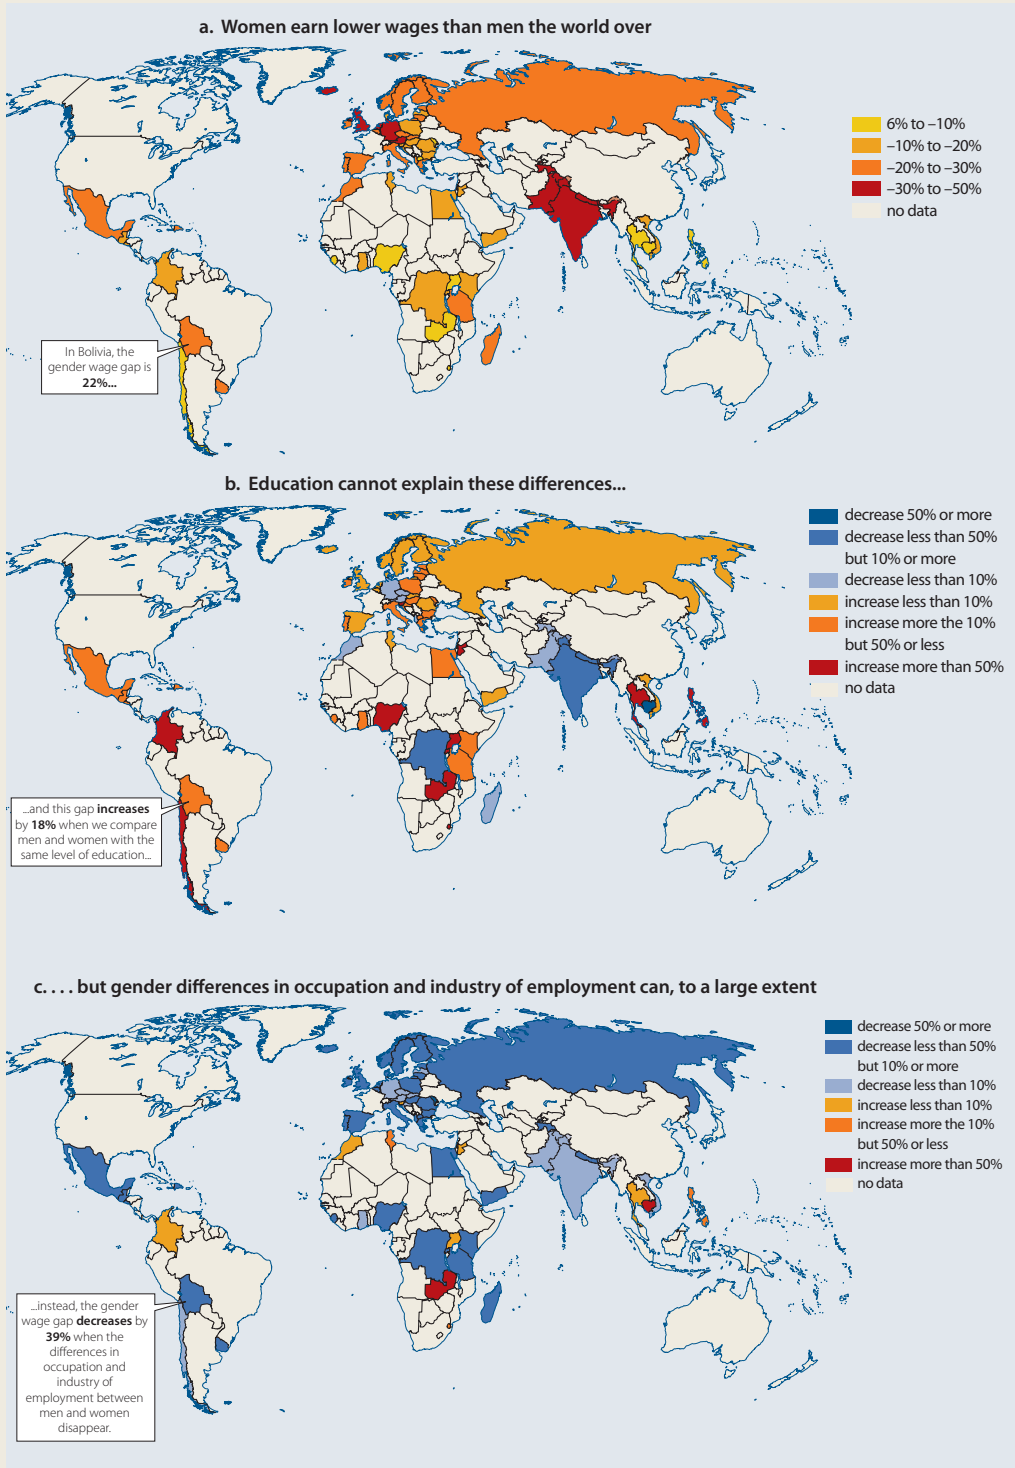 a. Women earn lower wages than men the world over
6% to –10%
–10% to –20%
–20% to –30%
–30% to –50%
no data
In Bolivia, the
gender wage gap is
22%...
b. Education cannot explain these differences...
decrease 50% or more
decrease less than 50%
but 10% or more
decrease less than 10%
increase less than 10%
increase more the 10%
but 50% or less
increase more than 50%
no data
...and this gap increases
by 18% when we compare
men and women with the
same level of education...
c. . . . but gender differences in occupation and industry of employment can, to a large extent
decrease 50% or more
decrease less than 50%
but 10% or more
decrease less than 10%
increase less than 10%
increase more the 10%
but 50% or less
increase more than 50%
no data
...instead, the gender
wage gap decreases by
39% when the
differences in
occupation and
industry of
employment between
men and women
disappear.